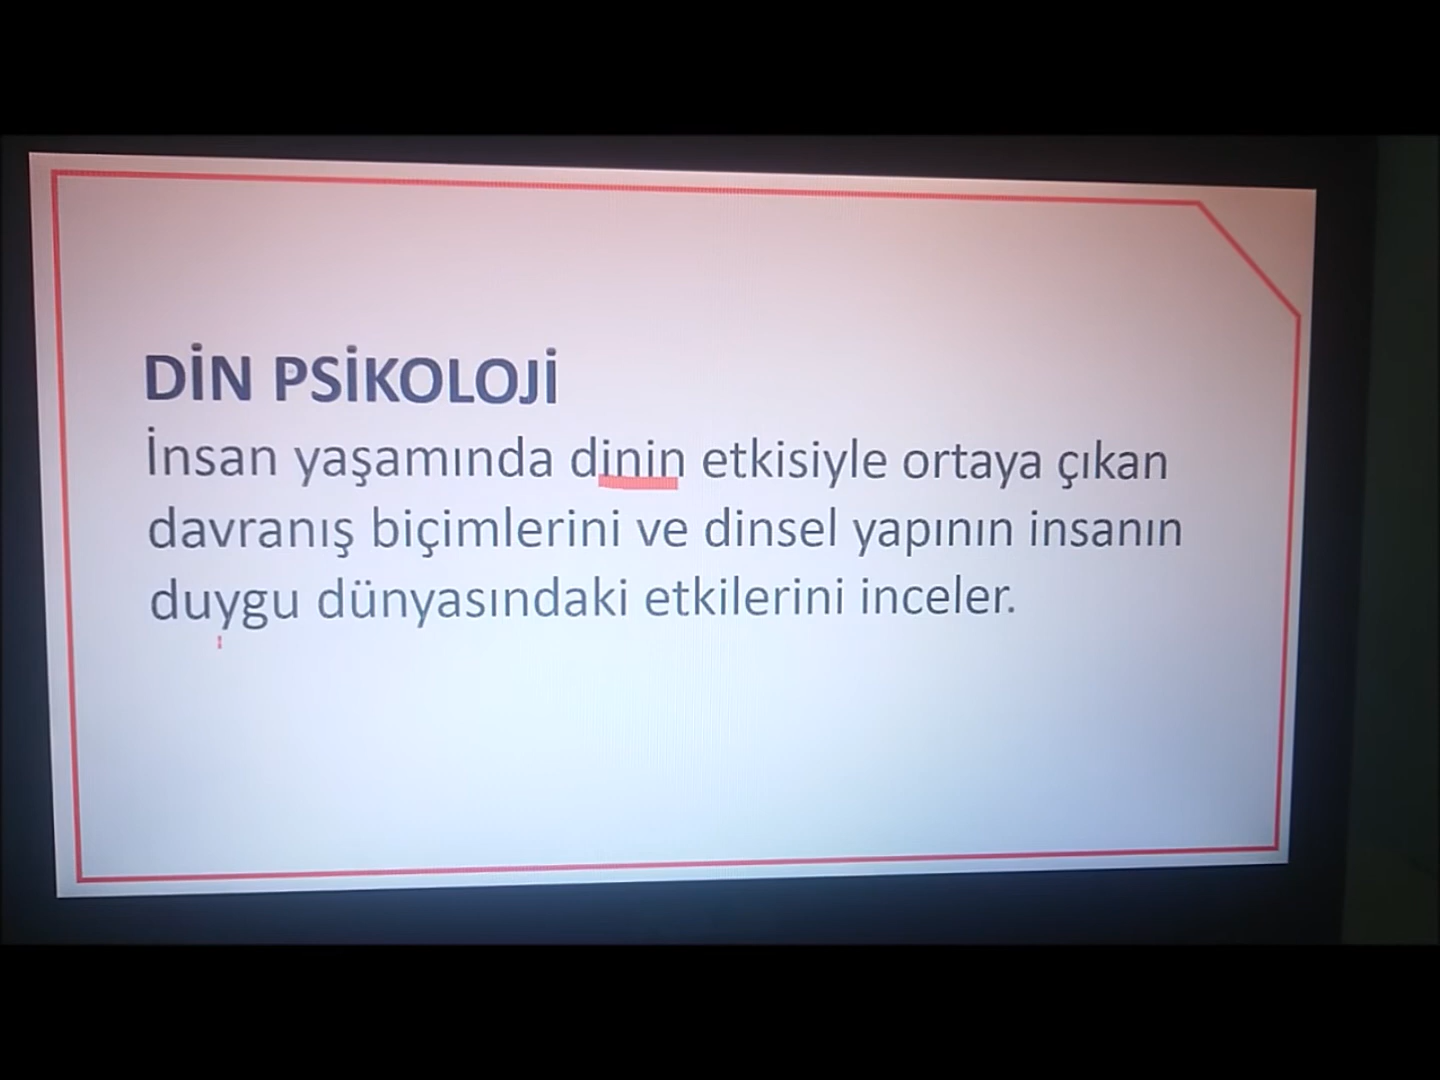 DİN PSİKOLOJİ
İnsan yaşamında dinin etkisiyle ortaya çıkan
davranış biçimlerini ve dinsel yapının insanın
duygu dünyasındaki etkilerini inceler.